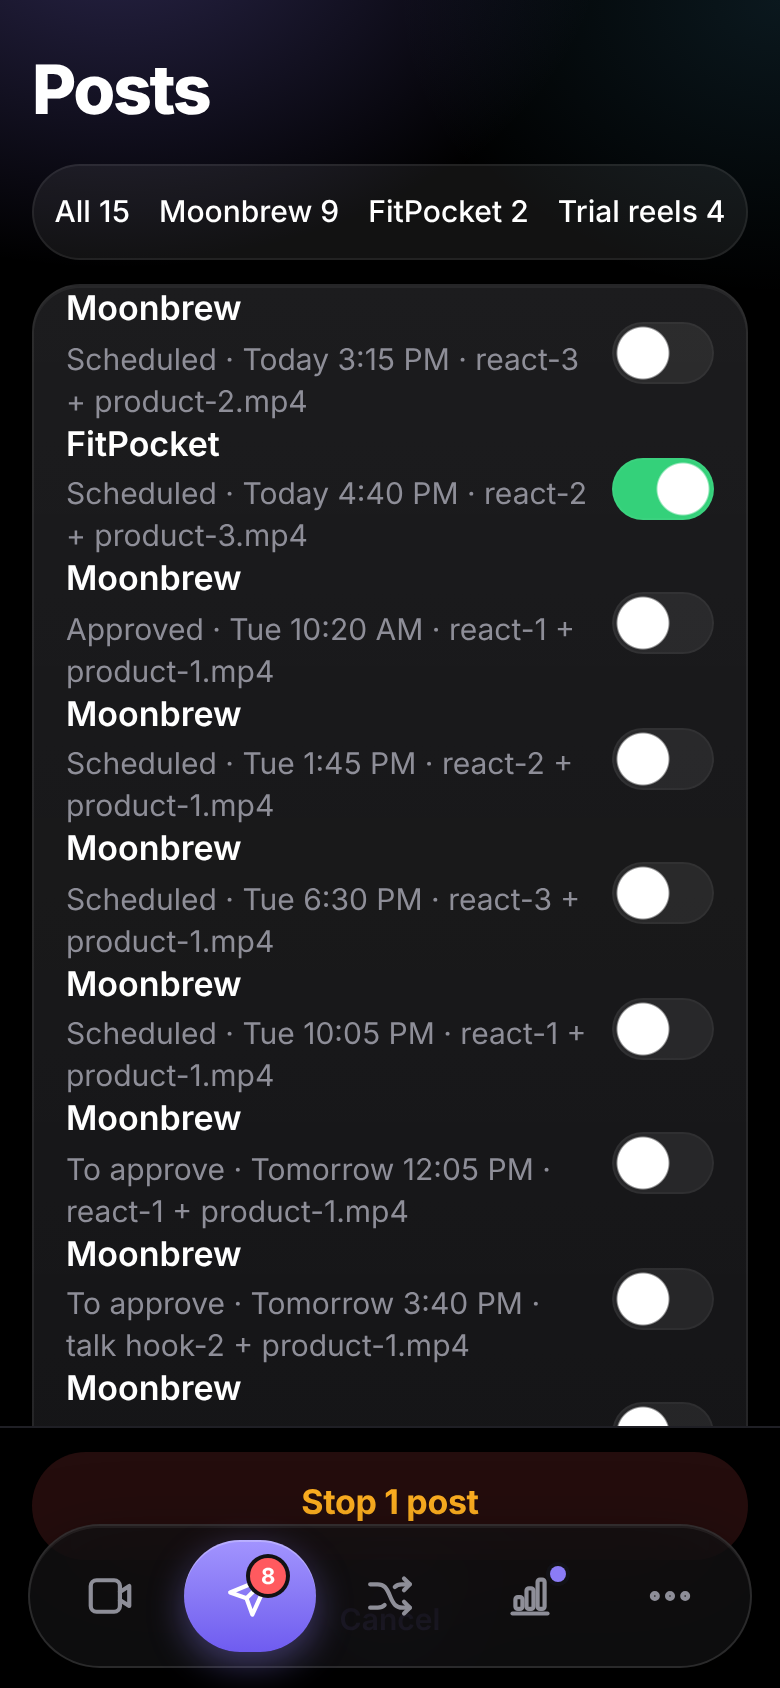 Posts
All 15 Moonbrew 9 FitPocket 2 Trial reels 4
Moonbrew
Scheduled · Today 3:15 PM · react-3
+ product-2.mp4
FitPocket
Scheduled · Today 4:40 PM · react-2
+ product-3.mp4
Moonbrew
Approved · Tue 10:20 AM · react-1 +
product-1.mp4
Moonbrew
Scheduled · Tue 1:45 PM · react-2 +
product-1.mp4
Moonbrew
Scheduled · Tue 6:30 PM · react-3 +
product-1.mp4
Moonbrew
Scheduled · Tue 10:05 PM · react-1 +
product-1.mp4
Moonbrew
To approve · Tomorrow 12:05 PM ·
react-1 + product-1.mp4
Moonbrew
To approve · Tomorrow 3:40 PM ·
talk hook-2 + product-1.mp4
Moonbrew
Stop 1 post
8
Cancel